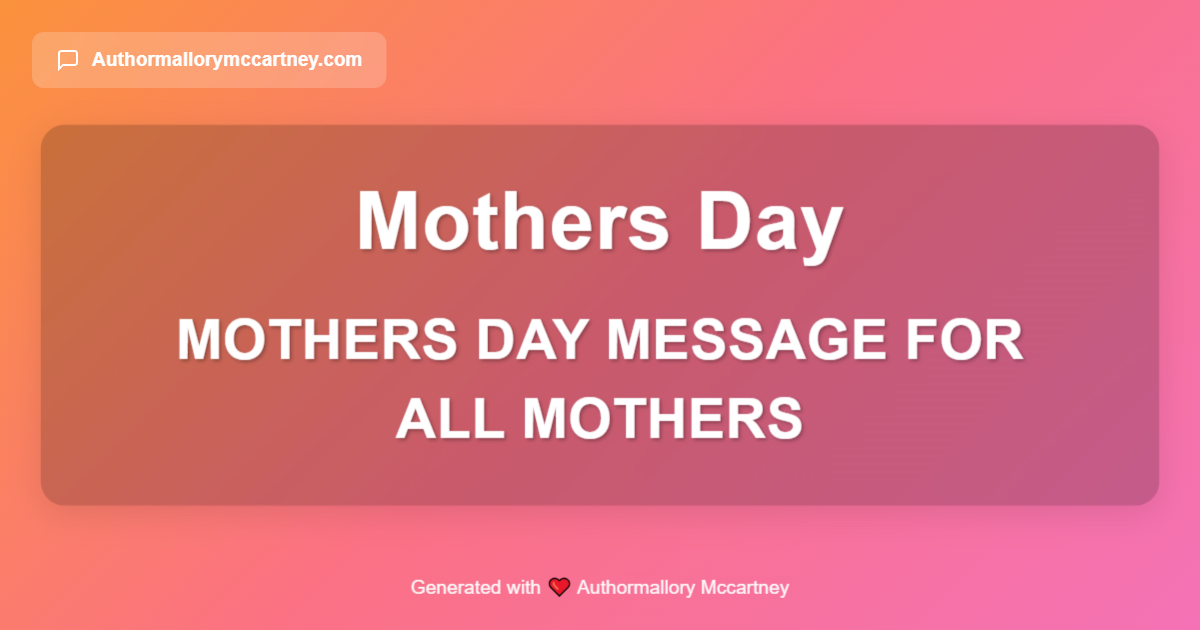 Authormallorymccartney.com
Mothers Day
MOTHERS DAY MESSAGE FOR
ALL MOTHERS
Generated with ❤️ Authormallory Mccartney